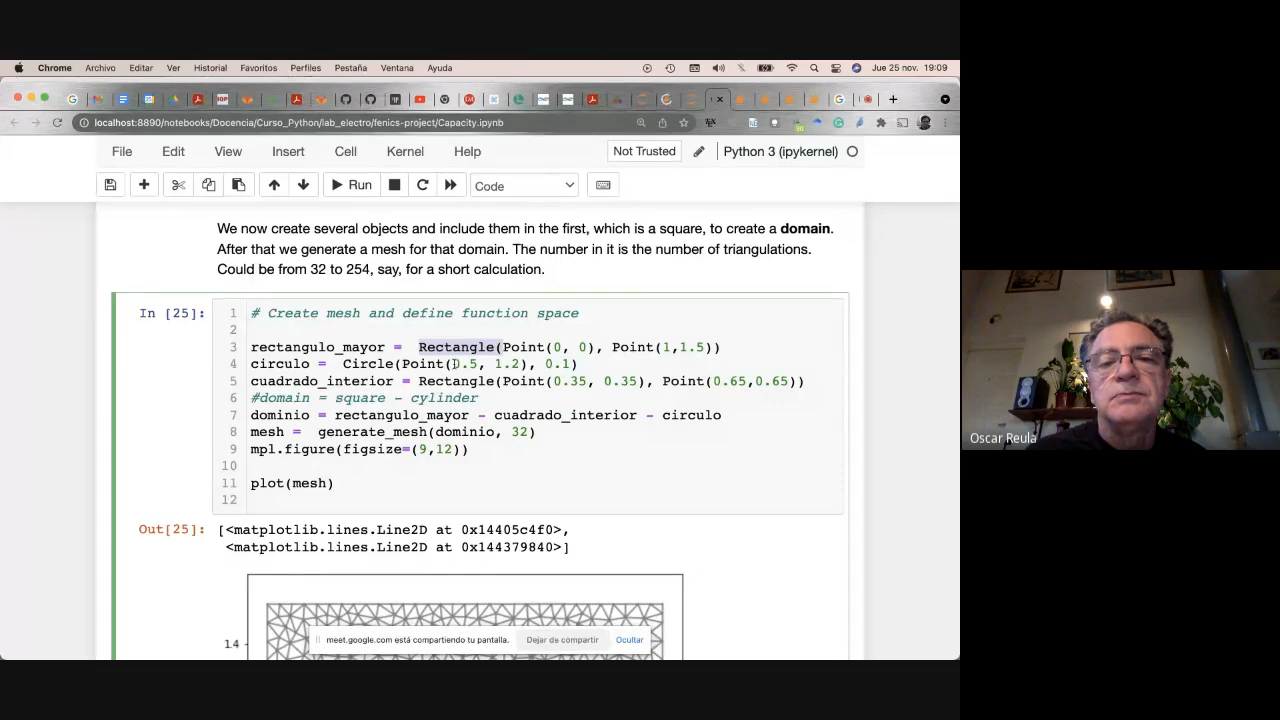 Chrome Archivo Editar Ver Historial Favoritos Perfiles Pestaña Ventana Ayuda Jue 25 nov. 19:09
localhost:8890/notebooks/Docencia/Curso_Python/lab_electro/fenics-project/Capacity.ipynb
File Edit View Insert Cell Kernel Help Not Trusted Python 3 (ipykernel)
Run Code
We now create several objects and include them in the first, which is a square, to create a domain.
After that we generate a mesh for that domain. The number in it is the number of triangulations.
Could be from 32 to 254, say, for a short calculation.
In [25]: 1 # Create mesh and define function space
2
3 rectangulo_mayor = Rectangle(Point(0, 0), Point(1,1.5))
4 circulo = Circle(Point(0.5, 1.2), 0.1)
5 cuadrado_interior = Rectangle(Point(0.35, 0.35), Point(0.65,0.65))
6 #domain = square - cylinder
7 dominio = rectangulo_mayor - cuadrado_interior - circulo
8 mesh = generate_mesh(dominio, 32)
9 mpl.figure(figsize=(9,12))
10
11 plot(mesh)
12
Out[25]: [<matplotlib.lines.Line2D at 0x14405c4f0>,
<matplotlib.lines.Line2D at 0x144379840>]
1.4
meet.google.com está compartiendo tu pantalla. Dejar de compartir Ocultar
Oscar Reula